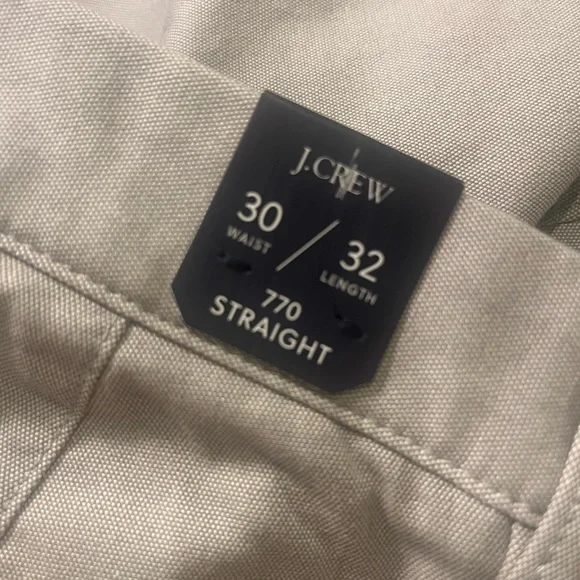 J.CREW
30 / 32
WAIST LENGTH
770
STRAIGHT